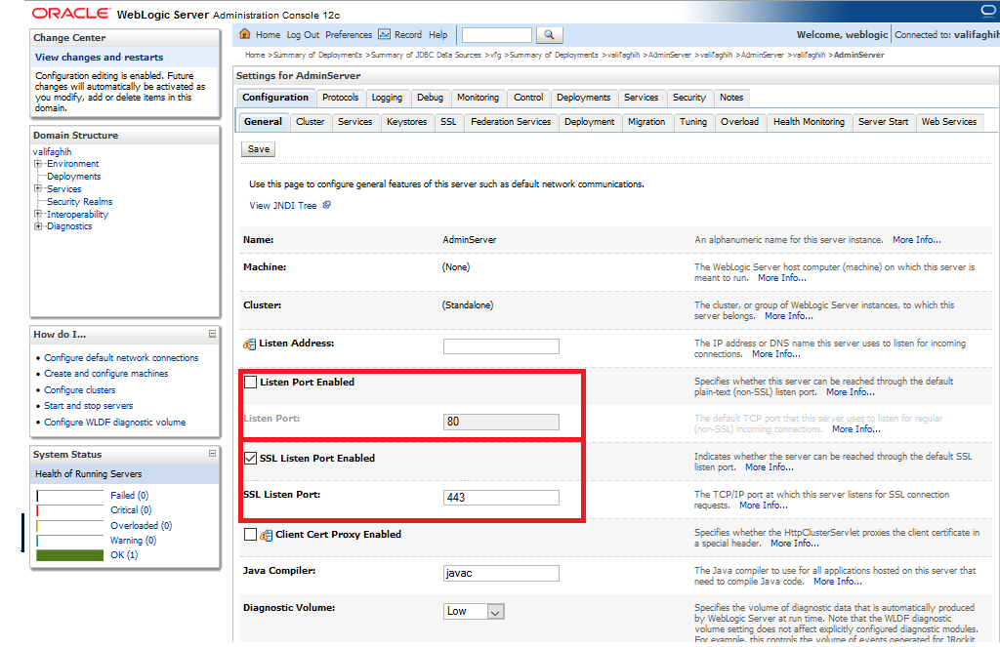 ORACLE WebLogic Server Administration Console 12c
Change Center
View changes and restarts
Configuration editing is enabled. Future
changes will automatically be activated as
you modify, add or delete items in this
domain.
Domain Structure
valifaghih
Environment
Deployments
Services
Security Realms
Interoperability
Diagnostics
How do I...
Configure default network connections
Create and configure machines
Configure clusters
Start and stop servers
Configure WLDF diagnostic volume
System Status
Health of Running Servers
Failed (0)
Critical (0)
Overloaded (0)
Warning (0)
OK (1)
Home Log Out Preferences Record Help
Welcome, weblogic Connected to: valifaghih
Home >Summary of Deployments >Summary of JDBC Data Sources >vfg >Summary of Deployments >valifaghih >AdminServer >valifaghih >AdminServer >valifaghih >AdminServer
Settings for AdminServer
Configuration Protocols Logging Debug Monitoring Control Deployments Services Security Notes
General Cluster Services Keystores SSL Federation Services Deployment Migration Tuning Overload Health Monitoring Server Start Web Services
Save
Use this page to configure general features of this server such as default network communications.
View JNDI Tree
Name: AdminServer An alphanumeric name for this server instance. More Info...
Machine: (None) The WebLogic Server host computer (machine) on which this server is
meant to run. More Info...
Cluster: (Standalone) The cluster, or group of WebLogic Server instances, to which this
server belongs. More Info...
Listen Address: The IP address or DNS name this server uses to listen for incoming
connections. More Info...
Listen Port Enabled Specifies whether this server can be reached through the default
plain-text (non-SSL) listen port. More Info...
Listen Port: 80 The default TCP port that this server uses to listen for regular
(non-SSL) incoming connections. More Info...
SSL Listen Port Enabled Indicates whether the server can be reached through the default SSL
listen port. More Info...
SSL Listen Port: 443 The TCP/IP port at which this server listens for SSL connection
requests. More Info...
Client Cert Proxy Enabled Specifies whether the HttpClusterServlet proxies the client certificate in
a special header. More Info...
Java Compiler: javac The Java compiler to use for all applications hosted on this server that
need to compile Java code. More Info...
Diagnostic Volume: Low Specifies the volume of diagnostic data that is automatically produced
by WebLogic Server at run time. Note that the WLDF diagnostic
volume setting does not affect explicitly configured diagnostic modules.
For example, this controls the volume of events generated for JRockit